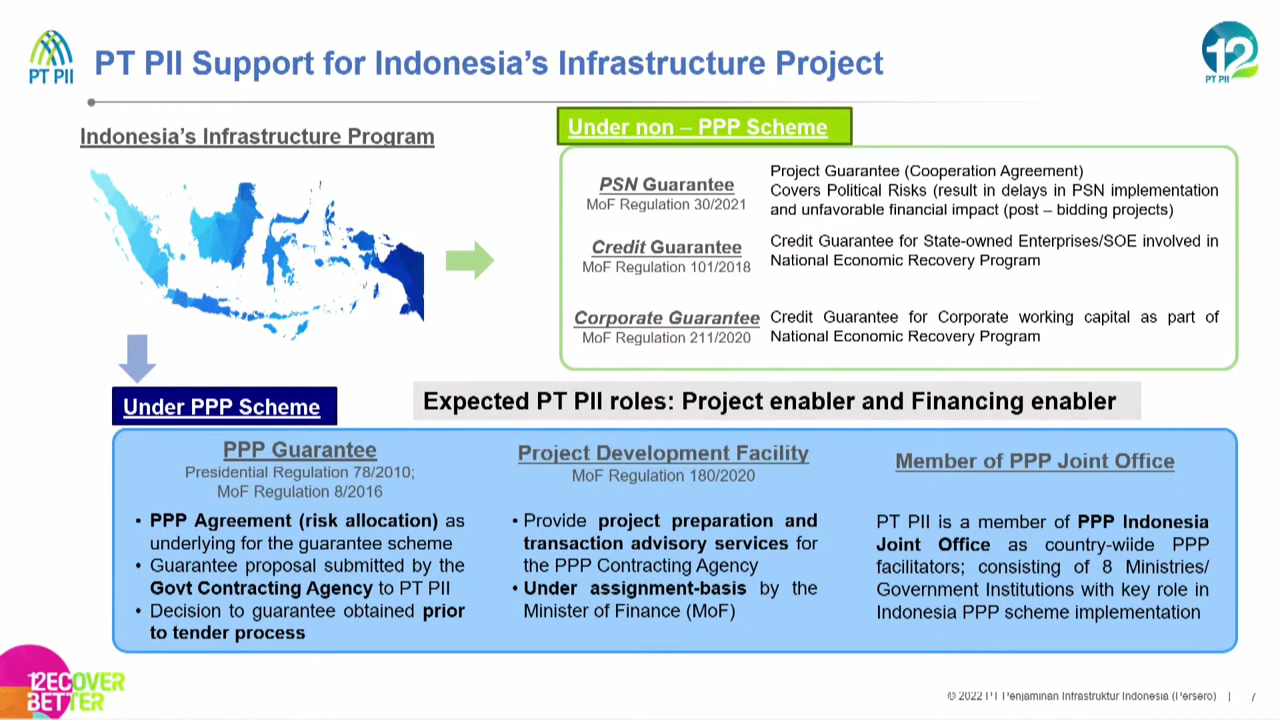 PT PII
PT PII Support for Indonesia's Infrastructure Project
12
PT PII
Indonesia's Infrastructure Program
Under non – PPP Scheme
PSN Guarantee
MoF Regulation 30/2021
Project Guarantee (Cooperation Agreement)
Covers Political Risks (result in delays in PSN implementation
and unfavorable financial impact (post – bidding projects)
Credit Guarantee
MoF Regulation 101/2018
Credit Guarantee for State-owned Enterprises/SOE involved in
National Economic Recovery Program
Corporate Guarantee
MoF Regulation 211/2020
Credit Guarantee for Corporate working capital as part of
National Economic Recovery Program
Under PPP Scheme
Expected PT PII roles: Project enabler and Financing enabler
PPP Guarantee
Presidential Regulation 78/2010;
MoF Regulation 8/2016
• PPP Agreement (risk allocation) as
underlying for the guarantee scheme
• Guarantee proposal submitted by the
Govt Contracting Agency to PT PII
• Decision to guarantee obtained prior
to tender process
Project Development Facility
MoF Regulation 180/2020
• Provide project preparation and
transaction advisory services for
the PPP Contracting Agency
• Under assignment-basis by the
Minister of Finance (MoF)
Member of PPP Joint Office
PT PII is a member of PPP Indonesia
Joint Office as country-wiide PPP
facilitators; consisting of 8 Ministries/
Government Institutions with key role in
Indonesia PPP scheme implementation
12ECOVER
BETTER
© 2022 PT Penjaminan Infrastruktur Indonesia (Persero) | 7